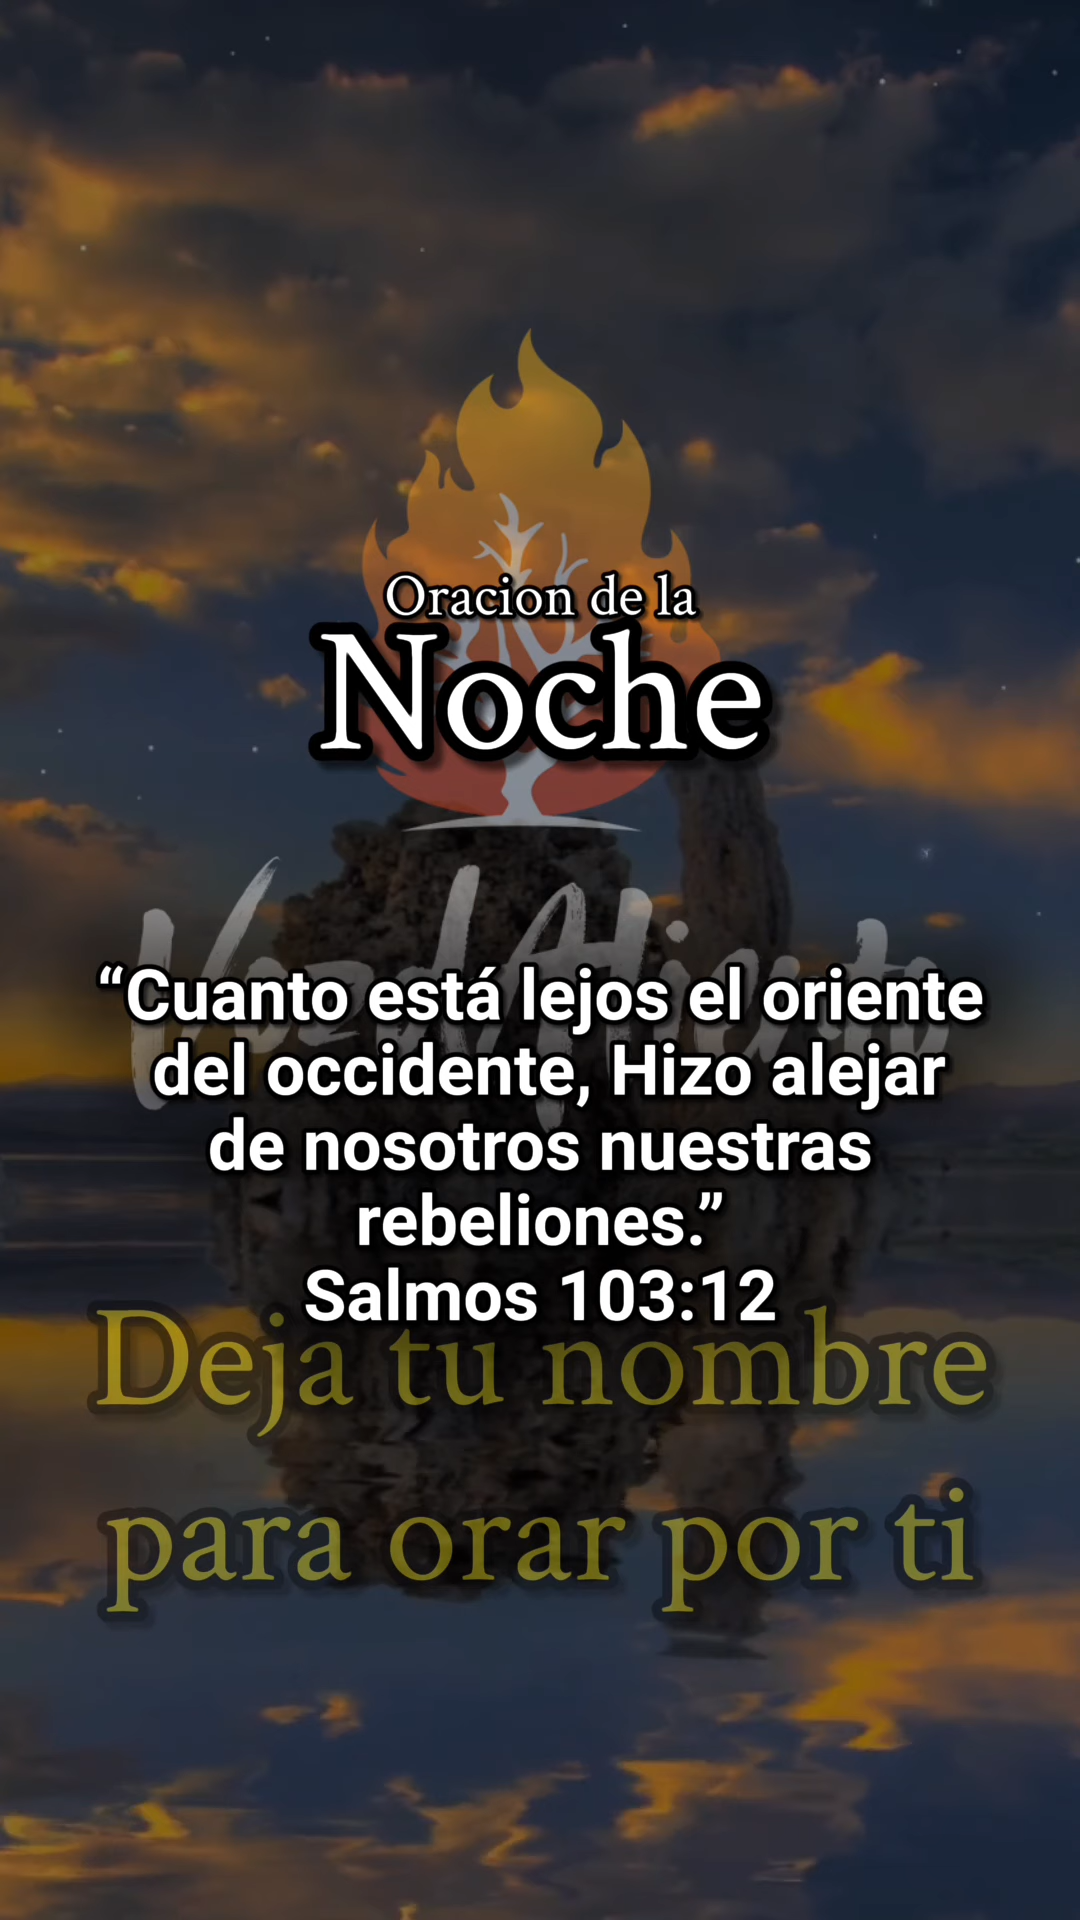 Oracion de la
Noche
VozdAliento
“Cuanto está lejos el oriente
del occidente, Hizo alejar
de nosotros nuestras
rebeliones.”
Salmos 103:12
Deja tu nombre
para orar por ti